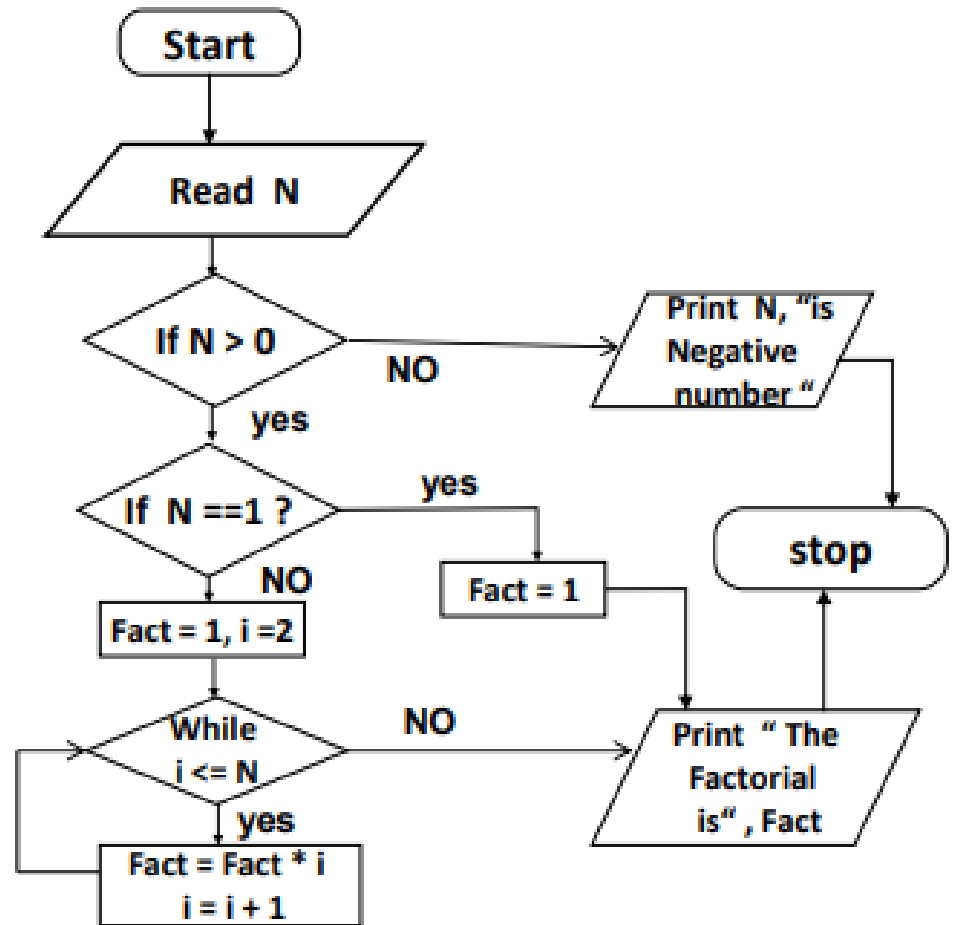 Start
Read N
If N > 0
NO
Print N, “is
Negative
number “
yes
If N ==1 ?
yes
NO
Fact = 1
stop
Fact = 1, i =2
While
i <= N
NO
Print “ The
Factorial
is“ , Fact
yes
Fact = Fact * i
i = i + 1